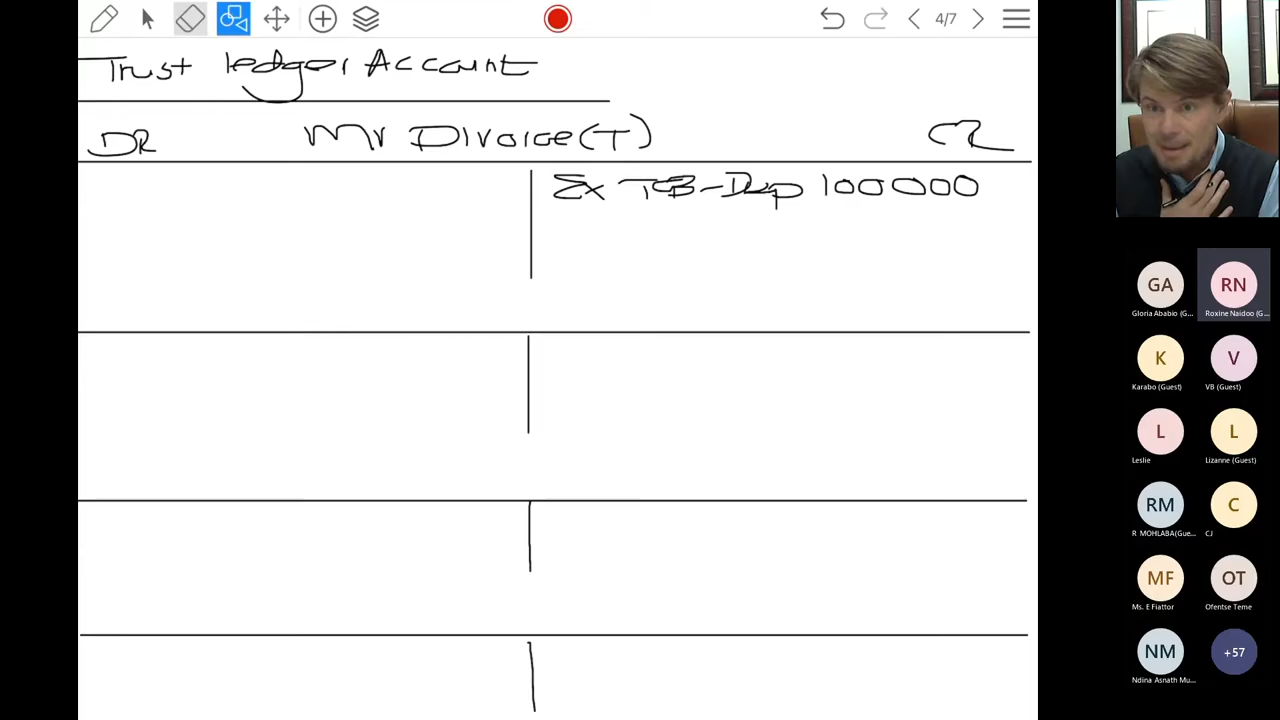 4/7
Trust ledger Account
DR Mr Divorce(T) CR
Ex TCB-Dep 100000
GA
Gloria Ababio (G...
RN
Roxine Naidoo (G...
K
Karabo (Guest)
V
VB (Guest)
L
Leslie
L
Lizanne (Guest)
RM
R MOHLABA(Gue...
C
CJ
MF
Ms. E Fiattor
OT
Ofentse Teme
NM
Ndina Asnath Mu...
+57